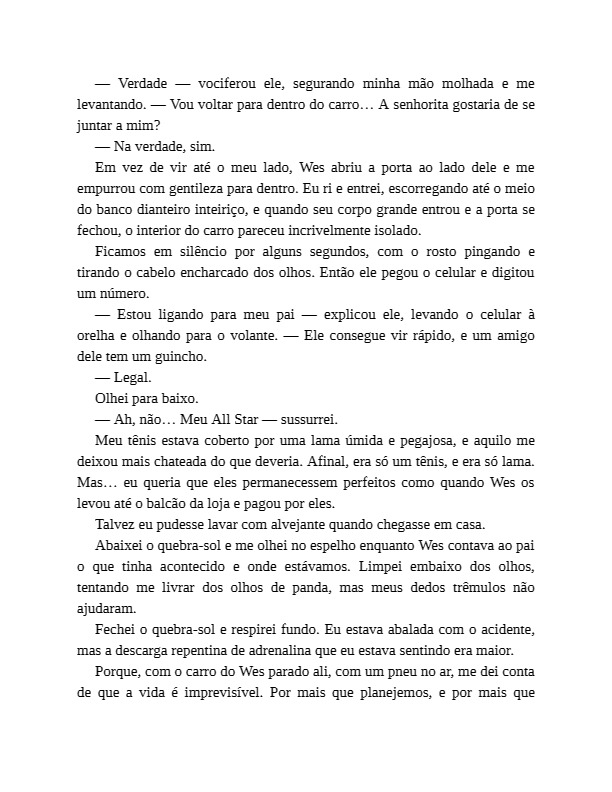 — Verdade — vociferou ele, segurando minha mão molhada e me
levantando. — Vou voltar para dentro do carro… A senhorita gostaria de se
juntar a mim?
— Na verdade, sim.
Em vez de vir até o meu lado, Wes abriu a porta ao lado dele e me
empurrou com gentileza para dentro. Eu ri e entrei, escorregando até o meio
do banco dianteiro inteiriço, e quando seu corpo grande entrou e a porta se
fechou, o interior do carro pareceu incrivelmente isolado.
Ficamos em silêncio por alguns segundos, com o rosto pingando e
tirando o cabelo encharcado dos olhos. Então ele pegou o celular e digitou
um número.
— Estou ligando para meu pai — explicou ele, levando o celular à
orelha e olhando para o volante. — Ele consegue vir rápido, e um amigo
dele tem um guincho.
— Legal.
Olhei para baixo.
— Ah, não… Meu All Star — sussurrei.
Meu tênis estava coberto por uma lama úmida e pegajosa, e aquilo me
deixou mais chateada do que deveria. Afinal, era só um tênis, e era só lama.
Mas… eu queria que eles permanecessem perfeitos como quando Wes os
levou até o balcão da loja e pagou por eles.
Talvez eu pudesse lavar com alvejante quando chegasse em casa.
Abaixei o quebra-sol e me olhei no espelho enquanto Wes contava ao pai
o que tinha acontecido e onde estávamos. Limpei embaixo dos olhos,
tentando me livrar dos olhos de panda, mas meus dedos trêmulos não
ajudaram.
Fechei o quebra-sol e respirei fundo. Eu estava abalada com o acidente,
mas a descarga repentina de adrenalina que eu estava sentindo era maior.
Porque, com o carro do Wes parado ali, com um pneu no ar, me dei conta
de que a vida é imprevisível. Por mais que planejemos, e por mais que